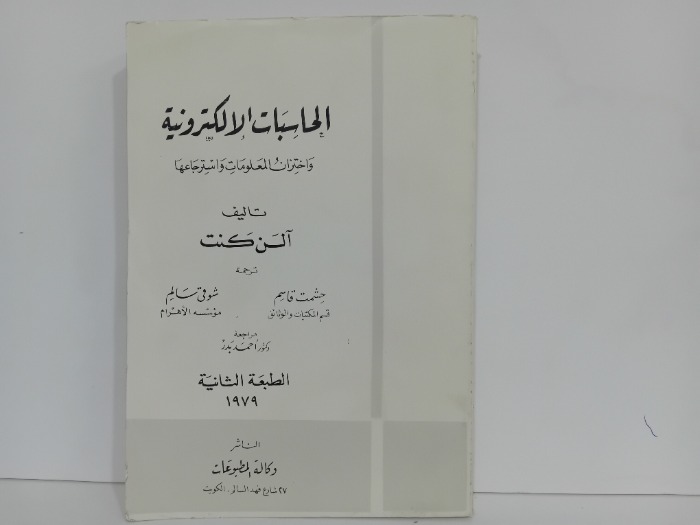 الحاسبات الإلكترونية
واختزان المعلومات واسترجاعها
تأليف
آلن كنت
ترجمة
حشمت قاسم
قسم المكتبات والوثائق
شوقي سالم
مؤسسة الأهرام
مراجعة
دكتور أحمد بدر
الطبعة الثانية
١٩٧٩
الناشر
وكالة المطبوعات
٢٧ شارع فهد السالم، الكويت